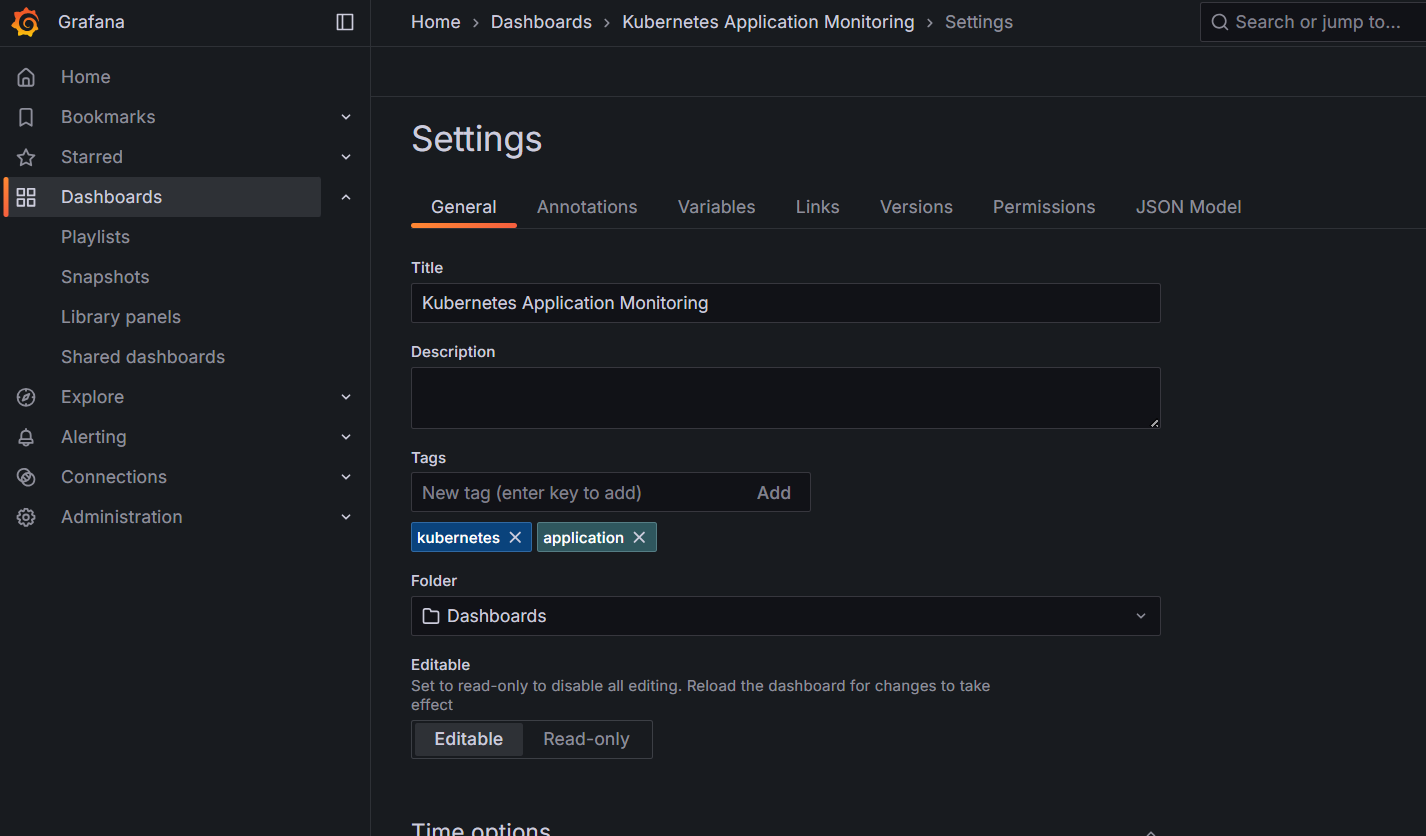 Grafana
Home › Dashboards › Kubernetes Application Monitoring › Settings
Search or jump to...
Home
Bookmarks
Starred
Dashboards
Playlists
Snapshots
Library panels
Shared dashboards
Explore
Alerting
Connections
Administration
Settings
General Annotations Variables Links Versions Permissions JSON Model
Title
Kubernetes Application Monitoring
Description
Tags
New tag (enter key to add) Add
kubernetes application
Folder
Dashboards
Editable
Set to read-only to disable all editing. Reload the dashboard for changes to take
effect
Editable Read-only
Time options